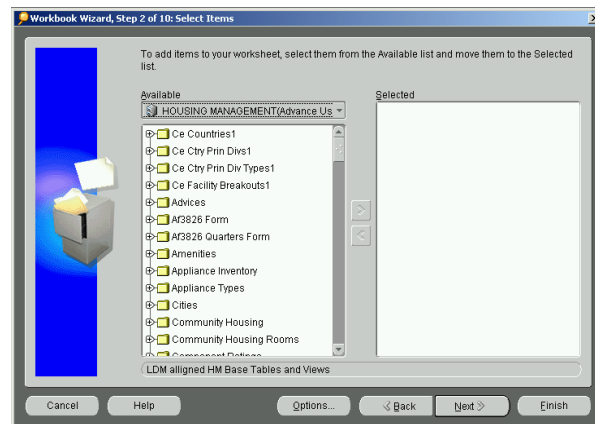 Workbook Wizard, Step 2 of 10: Select Items
To add items to your worksheet, select them from the Available list and move them to the Selected
list.
Available
Selected
HOUSING MANAGEMENT(Advance Us
Ce Countries1
Ce Ctry Prin Divs1
Ce Ctry Prin Div Types1
Ce Facility Breakouts1
Advices
Af3826 Form
Af3826 Quarters Form
Amenities
Appliance Inventory
Appliance Types
Cities
Community Housing
Community Housing Rooms
Component Ratings
LDM alligned HM Base Tables and Views
Cancel
Help
Options...
Back
Next
Finish